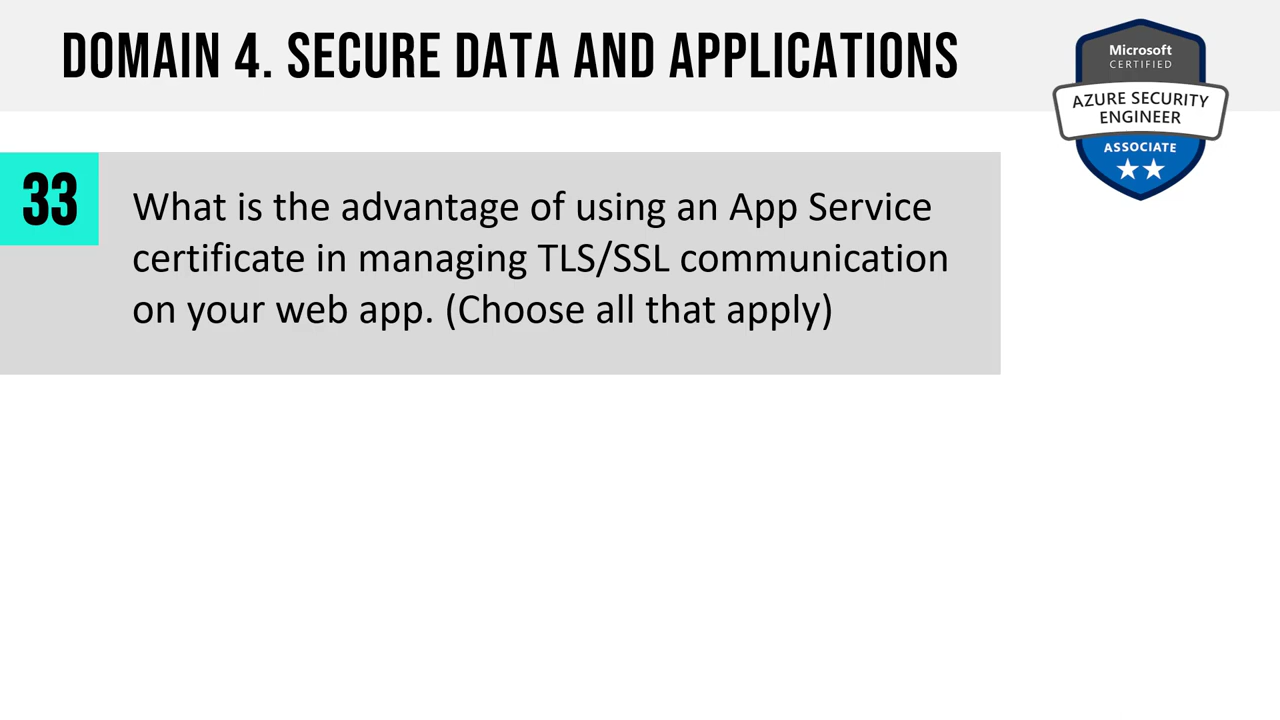 DOMAIN 4. SECURE DATA AND APPLICATIONS
Microsoft
CERTIFIED
AZURE SECURITY
ENGINEER
ASSOCIATE
33
What is the advantage of using an App Service
certificate in managing TLS/SSL communication
on your web app. (Choose all that apply)